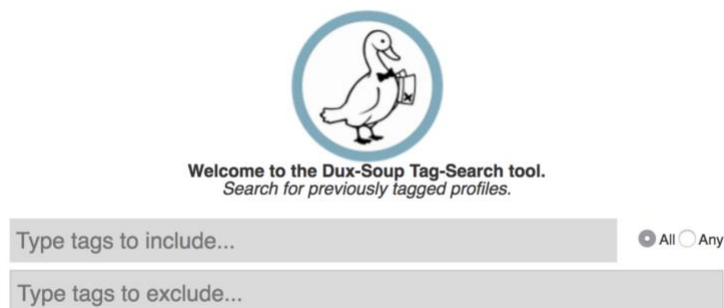 Welcome to the Dux-Soup Tag-Search tool.
Search for previously tagged profiles.
Type tags to include... All Any
Type tags to exclude...